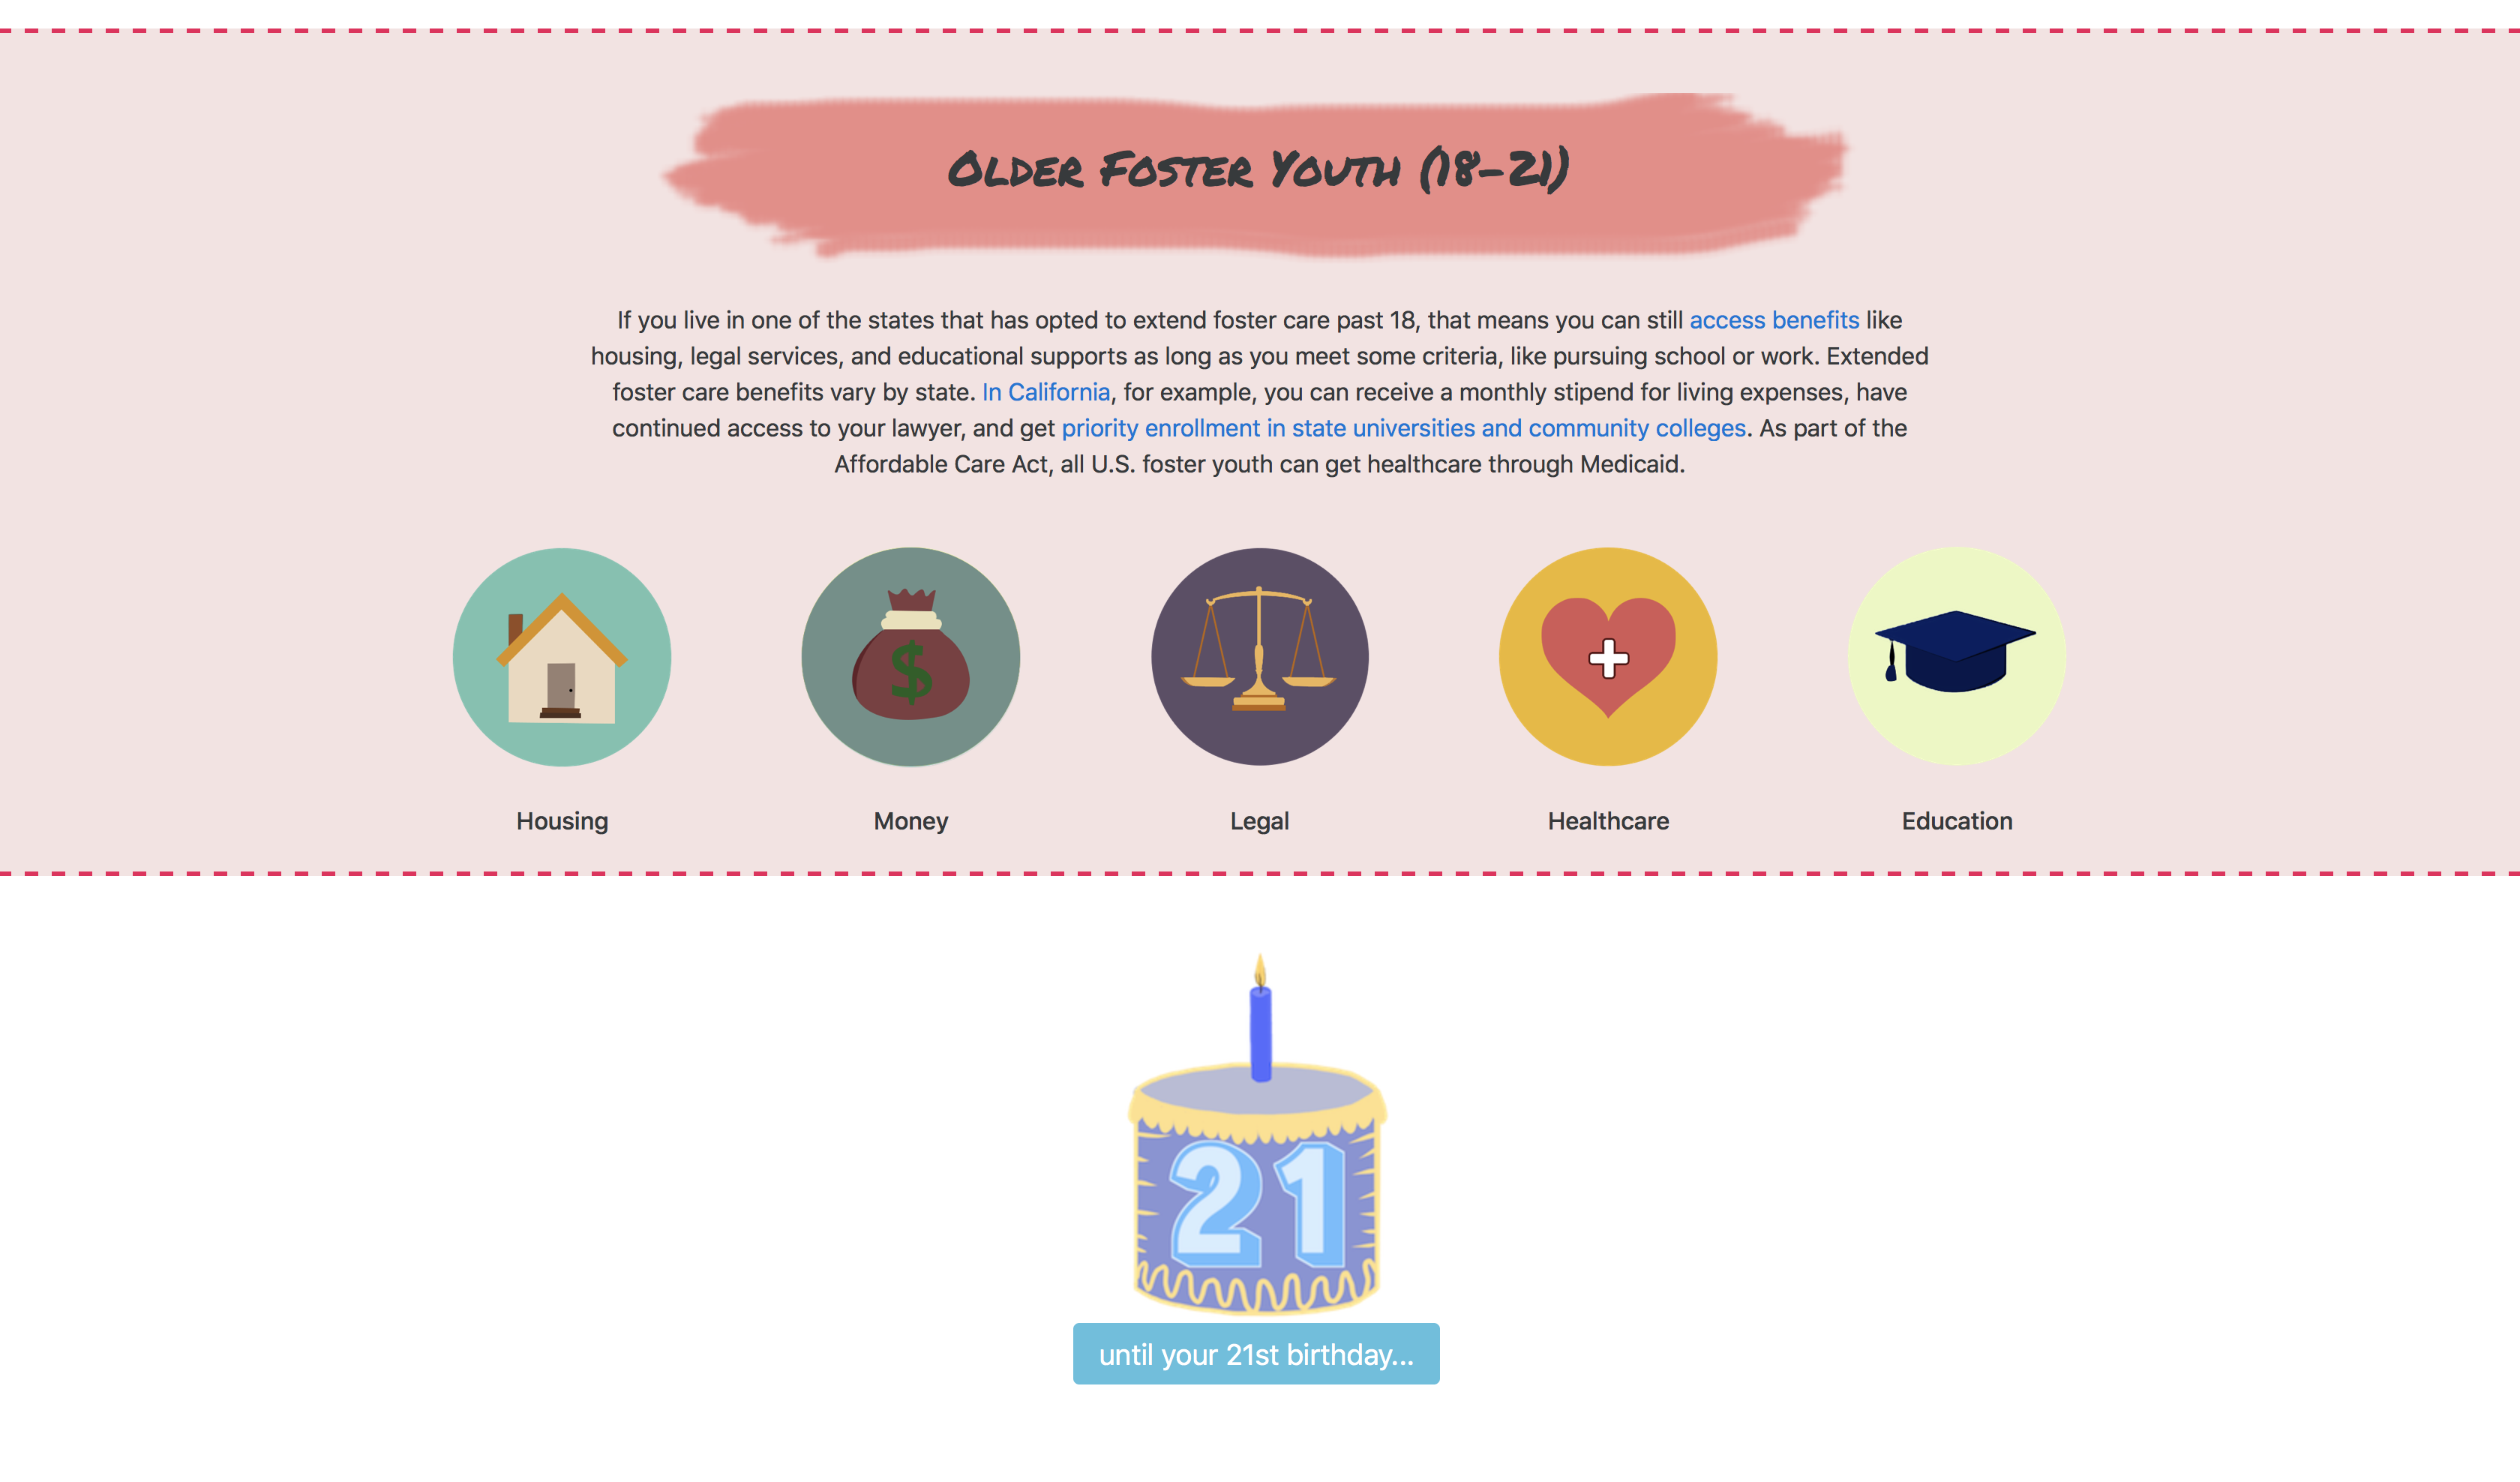 Older Foster Youth (18-21)
If you live in one of the states that has opted to extend foster care past 18, that means you can still access benefits like
housing, legal services, and educational supports as long as you meet some criteria, like pursuing school or work. Extended
foster care benefits vary by state. In California, for example, you can receive a monthly stipend for living expenses, have
continued access to your lawyer, and get priority enrollment in state universities and community colleges. As part of the
Affordable Care Act, all U.S. foster youth can get healthcare through Medicaid.
$
Housing Money Legal Healthcare Education
21
until your 21st birthday...